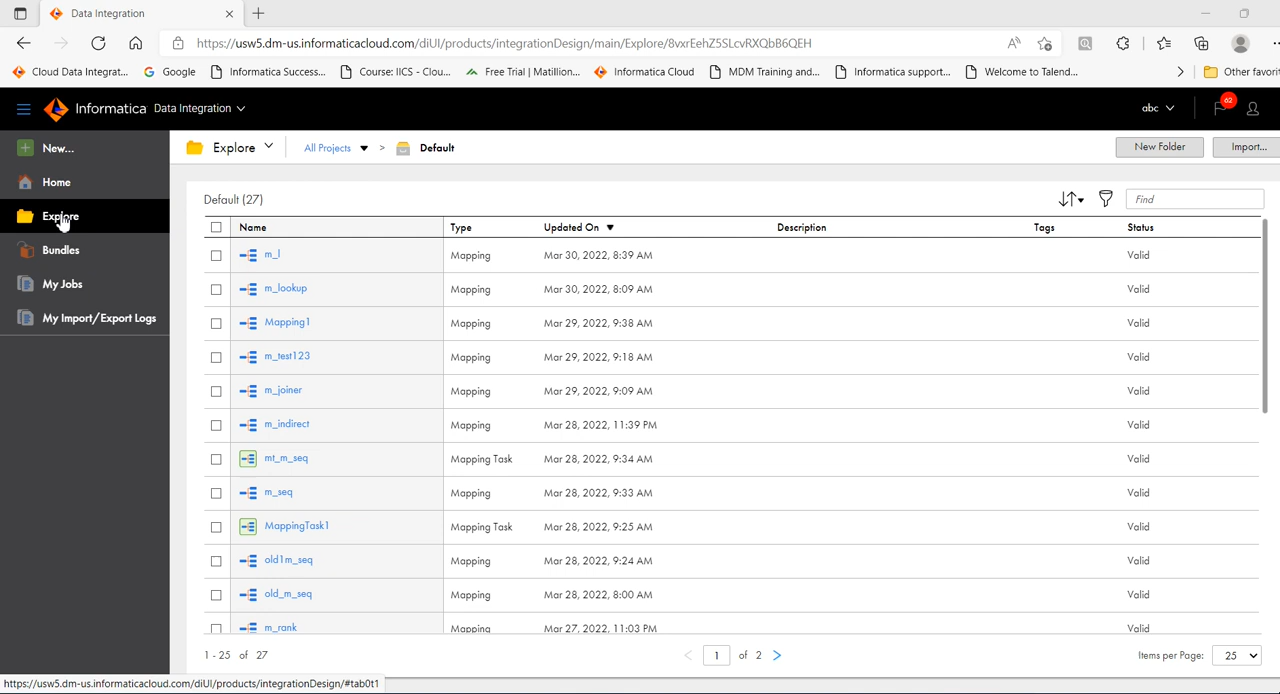 Data Integration
https://usw5.dm-us.informaticacloud.com/diUI/products/integrationDesign/main/Explore/8vxrEehZ5SLcvRXQbB6QEH
Cloud Data Integrat... Google Informatica Success... Course: IICS - Clou... Free Trial | Matillion... Informatica Cloud MDM Training and... Informatica support... Welcome to Talend... Other favorit
Informatica Data Integration abc 62
New... Explore All Projects > Default New Folder Import...
Home
Explore
Bundles
My Jobs
My Import/Export Logs
Default (27) Find
Name Type Updated On Description Tags Status
m_l Mapping Mar 30, 2022, 8:39 AM Valid
m_lookup Mapping Mar 30, 2022, 8:09 AM Valid
Mapping1 Mapping Mar 29, 2022, 9:38 AM Valid
m_test123 Mapping Mar 29, 2022, 9:18 AM Valid
m_joiner Mapping Mar 29, 2022, 9:09 AM Valid
m_indirect Mapping Mar 28, 2022, 11:39 PM Valid
mt_m_seq Mapping Task Mar 28, 2022, 9:34 AM Valid
m_seq Mapping Mar 28, 2022, 9:33 AM Valid
MappingTask1 Mapping Task Mar 28, 2022, 9:25 AM Valid
old1m_seq Mapping Mar 28, 2022, 9:24 AM Valid
old_m_seq Mapping Mar 28, 2022, 8:00 AM Valid
m_rank Mapping Mar 27, 2022, 11:03 PM Valid
1 - 25 of 27 < 1 of 2 > Items per Page: 25
https://usw5.dm-us.informaticacloud.com/diUI/products/integrationDesign/#tab0t1